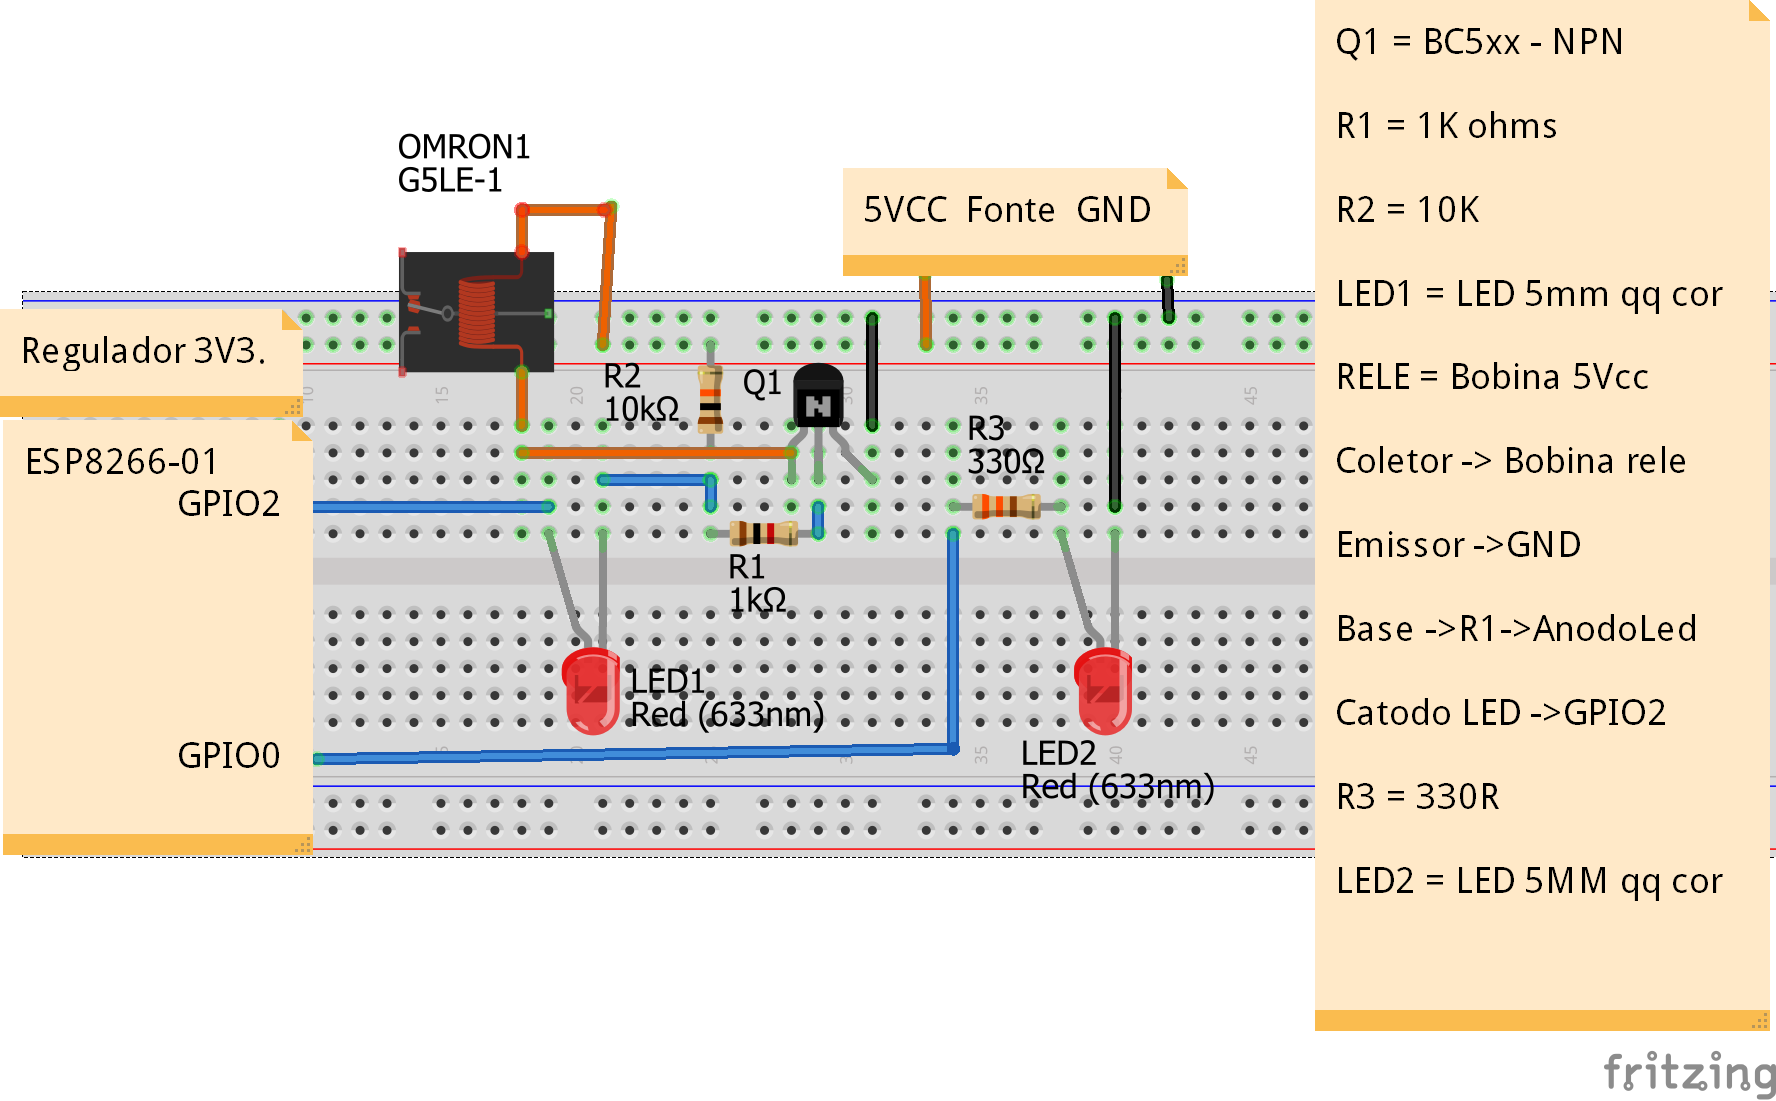 Q1 = BC5xx - NPN
R1 = 1K ohms
R2 = 10K
LED1 = LED 5mm qq cor
RELE = Bobina 5Vcc
Coletor -> Bobina rele
Emissor ->GND
Base ->R1->AnodoLed
Catodo LED ->GPIO2
R3 = 330R
LED2 = LED 5MM qq cor
OMRON1
G5LE-1
5VCC Fonte GND
Regulador 3V3.
ESP8266-01
GPIO2
GPIO0
R2
10kΩ
Q1
R3
330Ω
R1
1kΩ
LED1
Red (633nm)
LED2
Red (633nm)
15
20
30
35
45
35
40
45
fritzing